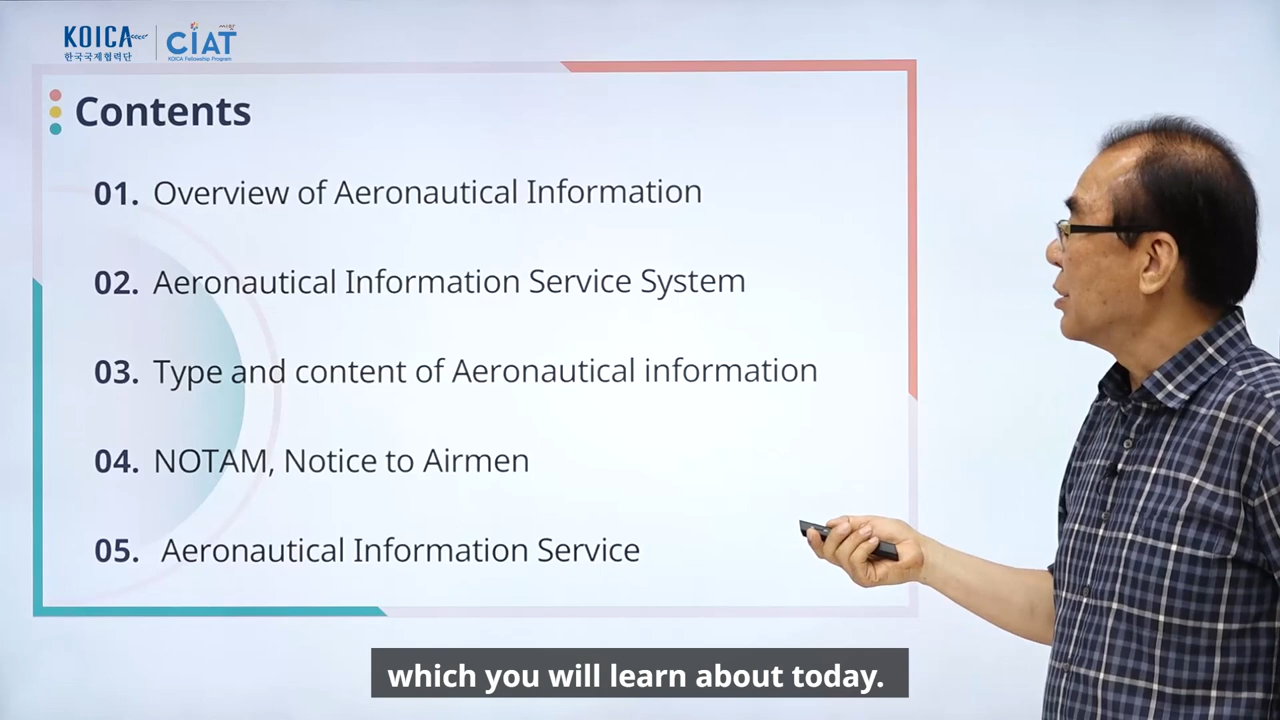 KOICA
한국국제협력단
CIAT
KOICA Fellowship Program
Contents
01. Overview of Aeronautical Information
02. Aeronautical Information Service System
03. Type and content of Aeronautical information
04. NOTAM, Notice to Airmen
05. Aeronautical Information Service
which you will learn about today.